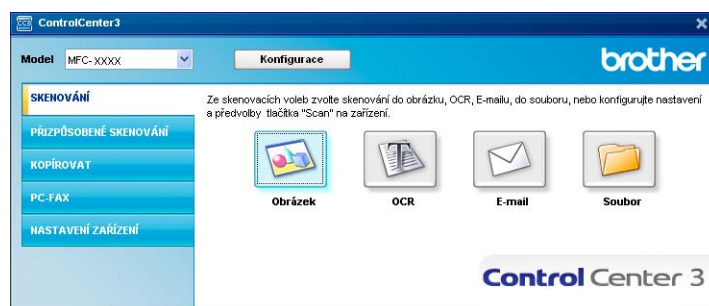 ControlCenter3
Model MFC-XXXX Konfigurace brother
SKENOVÁNÍ
Ze skenovacích voleb zvolte skenování do obrázku, OCR, E-mailu, do souboru, nebo konfigurujte nastavení
a předvolby tlačítka "Scan" na zařízení.
PŘIZPŮSOBENÉ SKENOVÁNÍ
KOPÍROVAT
PC-FAX
NASTAVENÍ ZAŘÍZENÍ
Obrázek OCR E-mail Soubor
Control Center 3